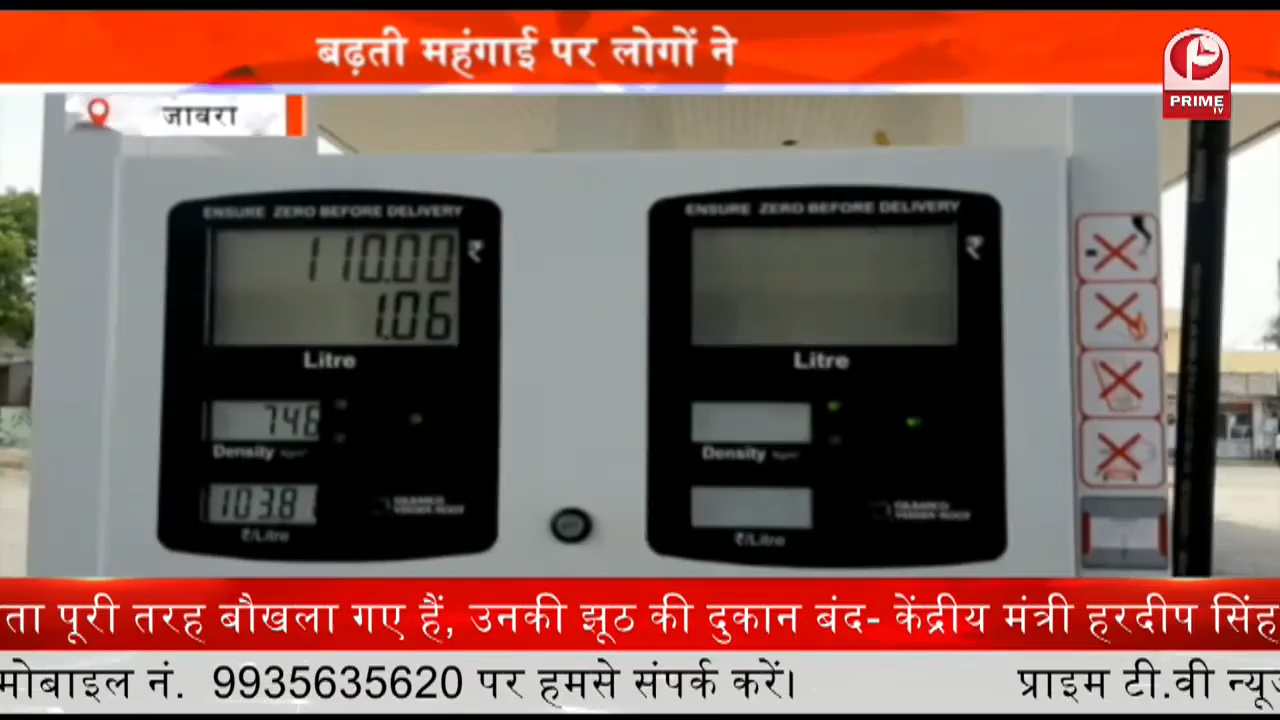 बढ़ती महंगाई पर लोगों ने
PRIME
TV
जावरा
ENSURE ZERO BEFORE DELIVERY
110.00 ₹
1.06
Litre
746
Density
103.8
₹/Litre
ENSURE ZERO BEFORE DELIVERY
₹
Litre
Density
₹/Litre
ता पूरी तरह बौखला गए हैं, उनकी झूठ की दुकान बंद- केंद्रीय मंत्री हरदीप सिंह
मोबाइल नं. 9935635620 पर हमसे संपर्क करें। प्राइम टी.वी न्यूज